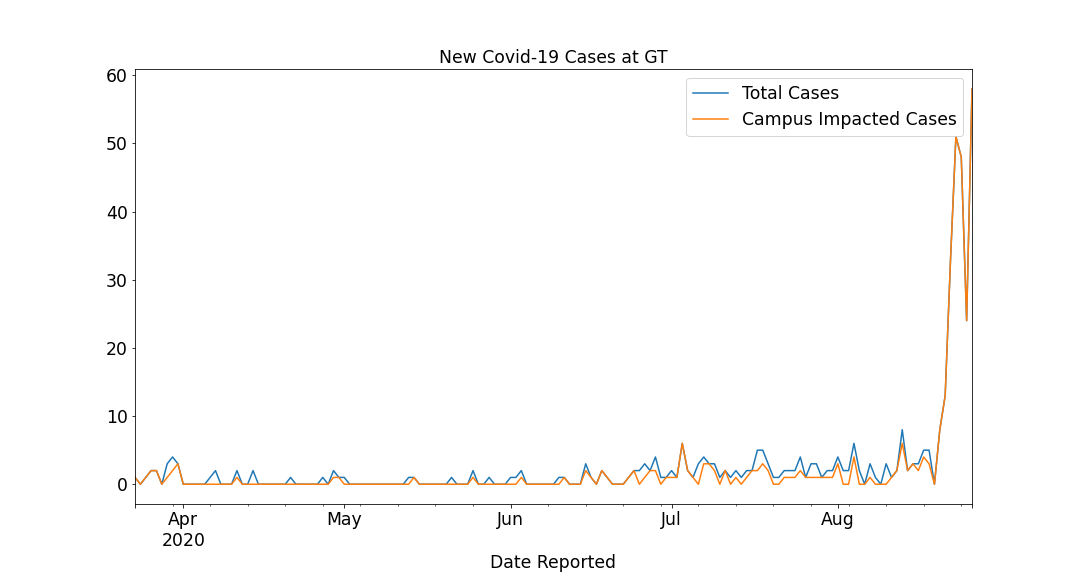 New Covid-19 Cases at GT
Total Cases
Campus Impacted Cases
60
50
40
30
20
10
0
Apr
2020
May
Jun
Jul
Aug
Date Reported